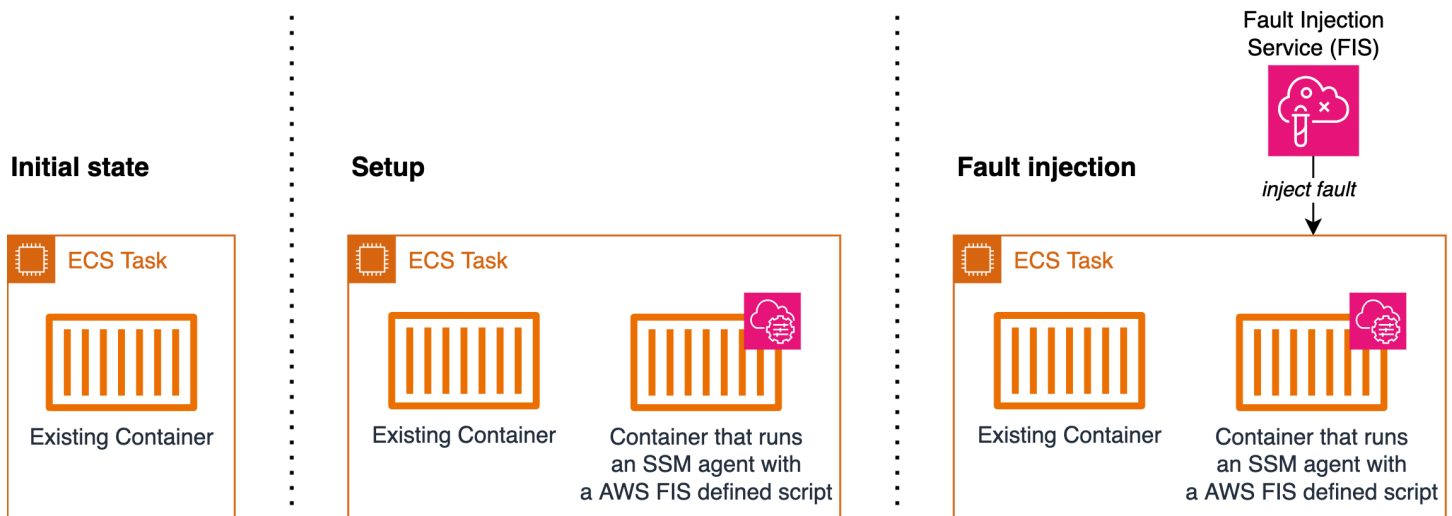 Initial state
ECS Task
Existing Container
Setup
ECS Task
Existing Container
Container that runs
an SSM agent with
a AWS FIS defined script
Fault Injection
Service (FIS)
Fault injection
inject fault
ECS Task
Existing Container
Container that runs
an SSM agent with
a AWS FIS defined script